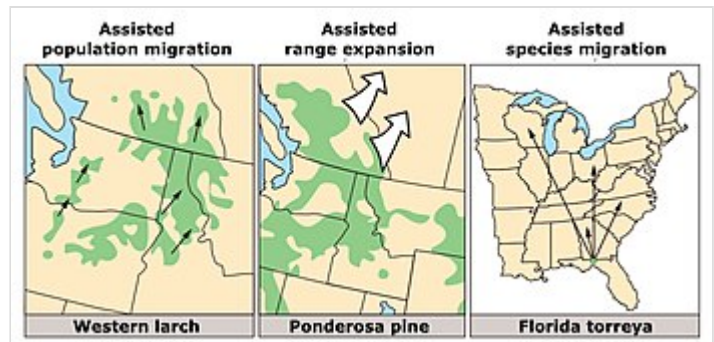 Assisted
population migration
Assisted
range expansion
Assisted
species migration
Western larch
Ponderosa pine
Florida torreya